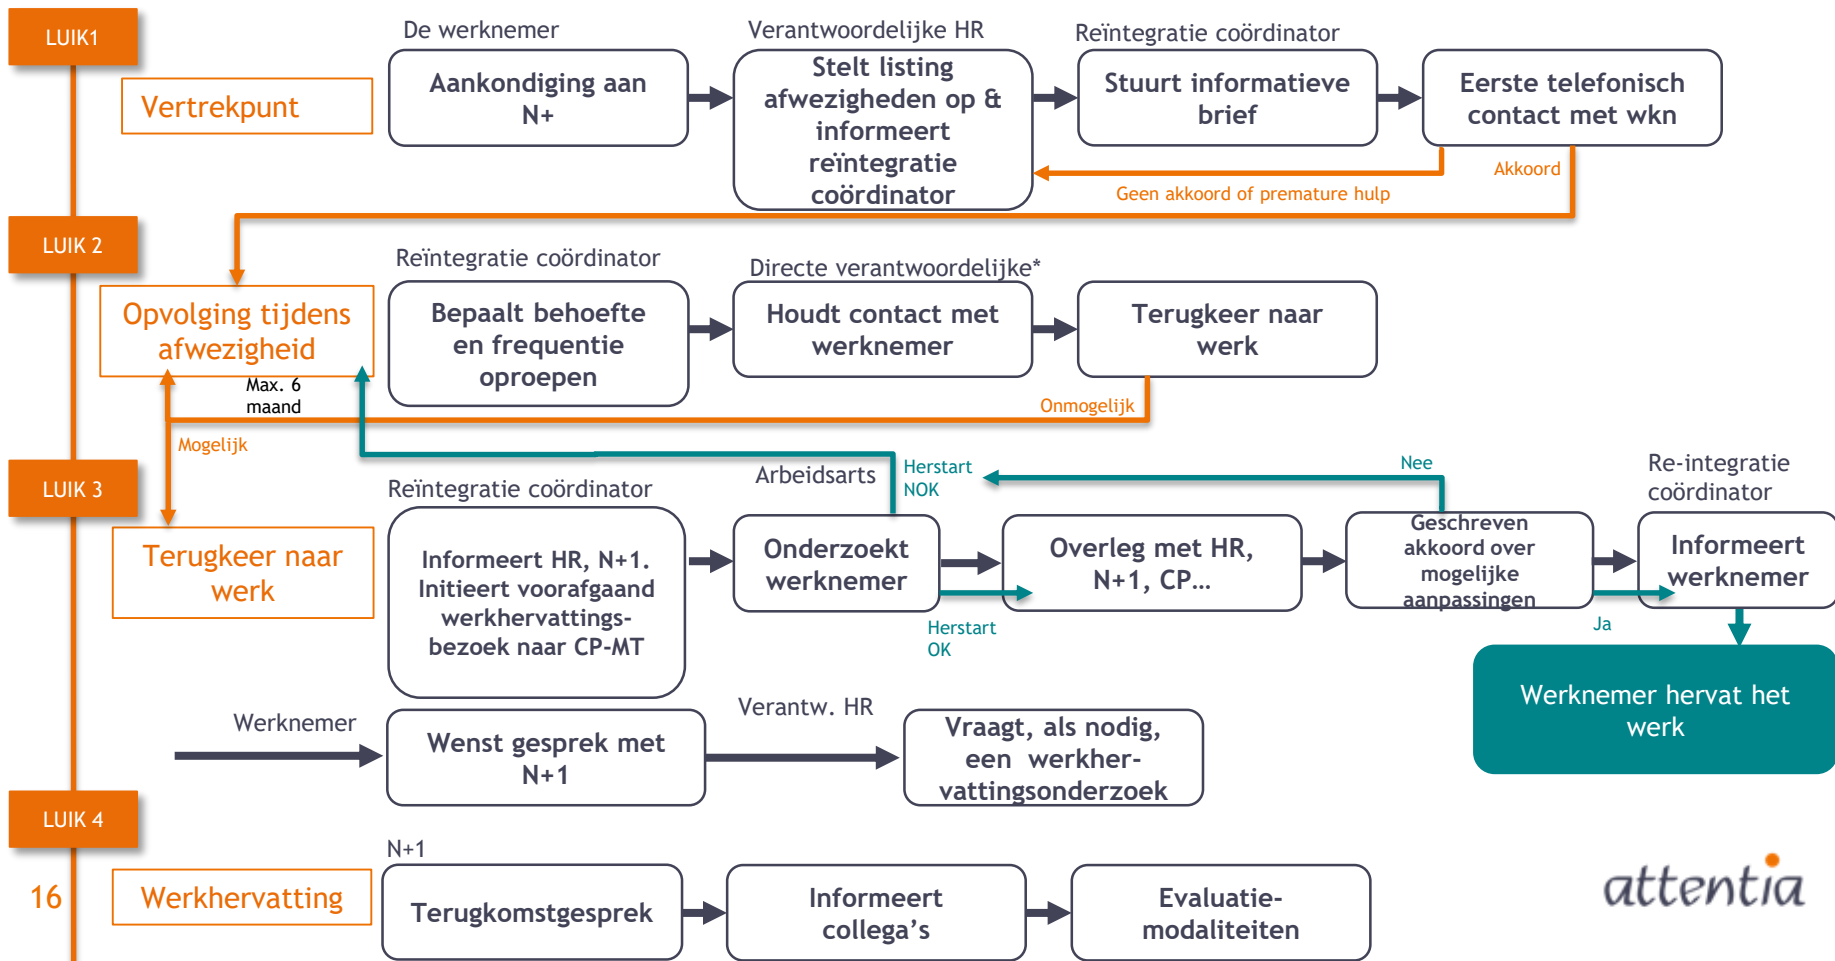 LUIK1
De werknemer
Verantwoordelijke HR
Reïntegratie coördinator
Vertrekpunt
Aankondiging aan
N+
Stelt listing
afwezigheden op &
informeert
reïntegratie
coördinator
Stuurt informatieve
brief
Eerste telefonisch
contact met wkn
Akkoord
Geen akkoord of premature hulp
LUIK 2
Reïntegratie coördinator
Directe verantwoordelijke*
Opvolging tijdens
afwezigheid
Bepaalt behoefte
en frequentie
oproepen
Houdt contact met
werknemer
Terugkeer naar
werk
Max. 6
maand
Onmogelijk
Mogelijk
LUIK 3
Reïntegratie coördinator
Arbeidsarts
Herstart
NOK
Nee
Re-integratie
coördinator
Terugkeer naar
werk
Informeert HR, N+1.
Initieert voorafgaand
werkhervattings-
bezoek naar CP-MT
Onderzoekt
werknemer
Overleg met HR,
N+1, CP…
Geschreven
akkoord over
mogelijke
aanpassingen
Informeert
werknemer
Herstart
OK
Ja
Werknemer hervat het
werk
Werknemer
Wenst gesprek met
N+1
Verantw. HR
Vraagt, als nodig,
een werkher-
vattingsonderzoek
LUIK 4
N+1
16
Werkhervatting
Terugkomstgesprek
Informeert
collega’s
Evaluatie-
modaliteiten
attentia